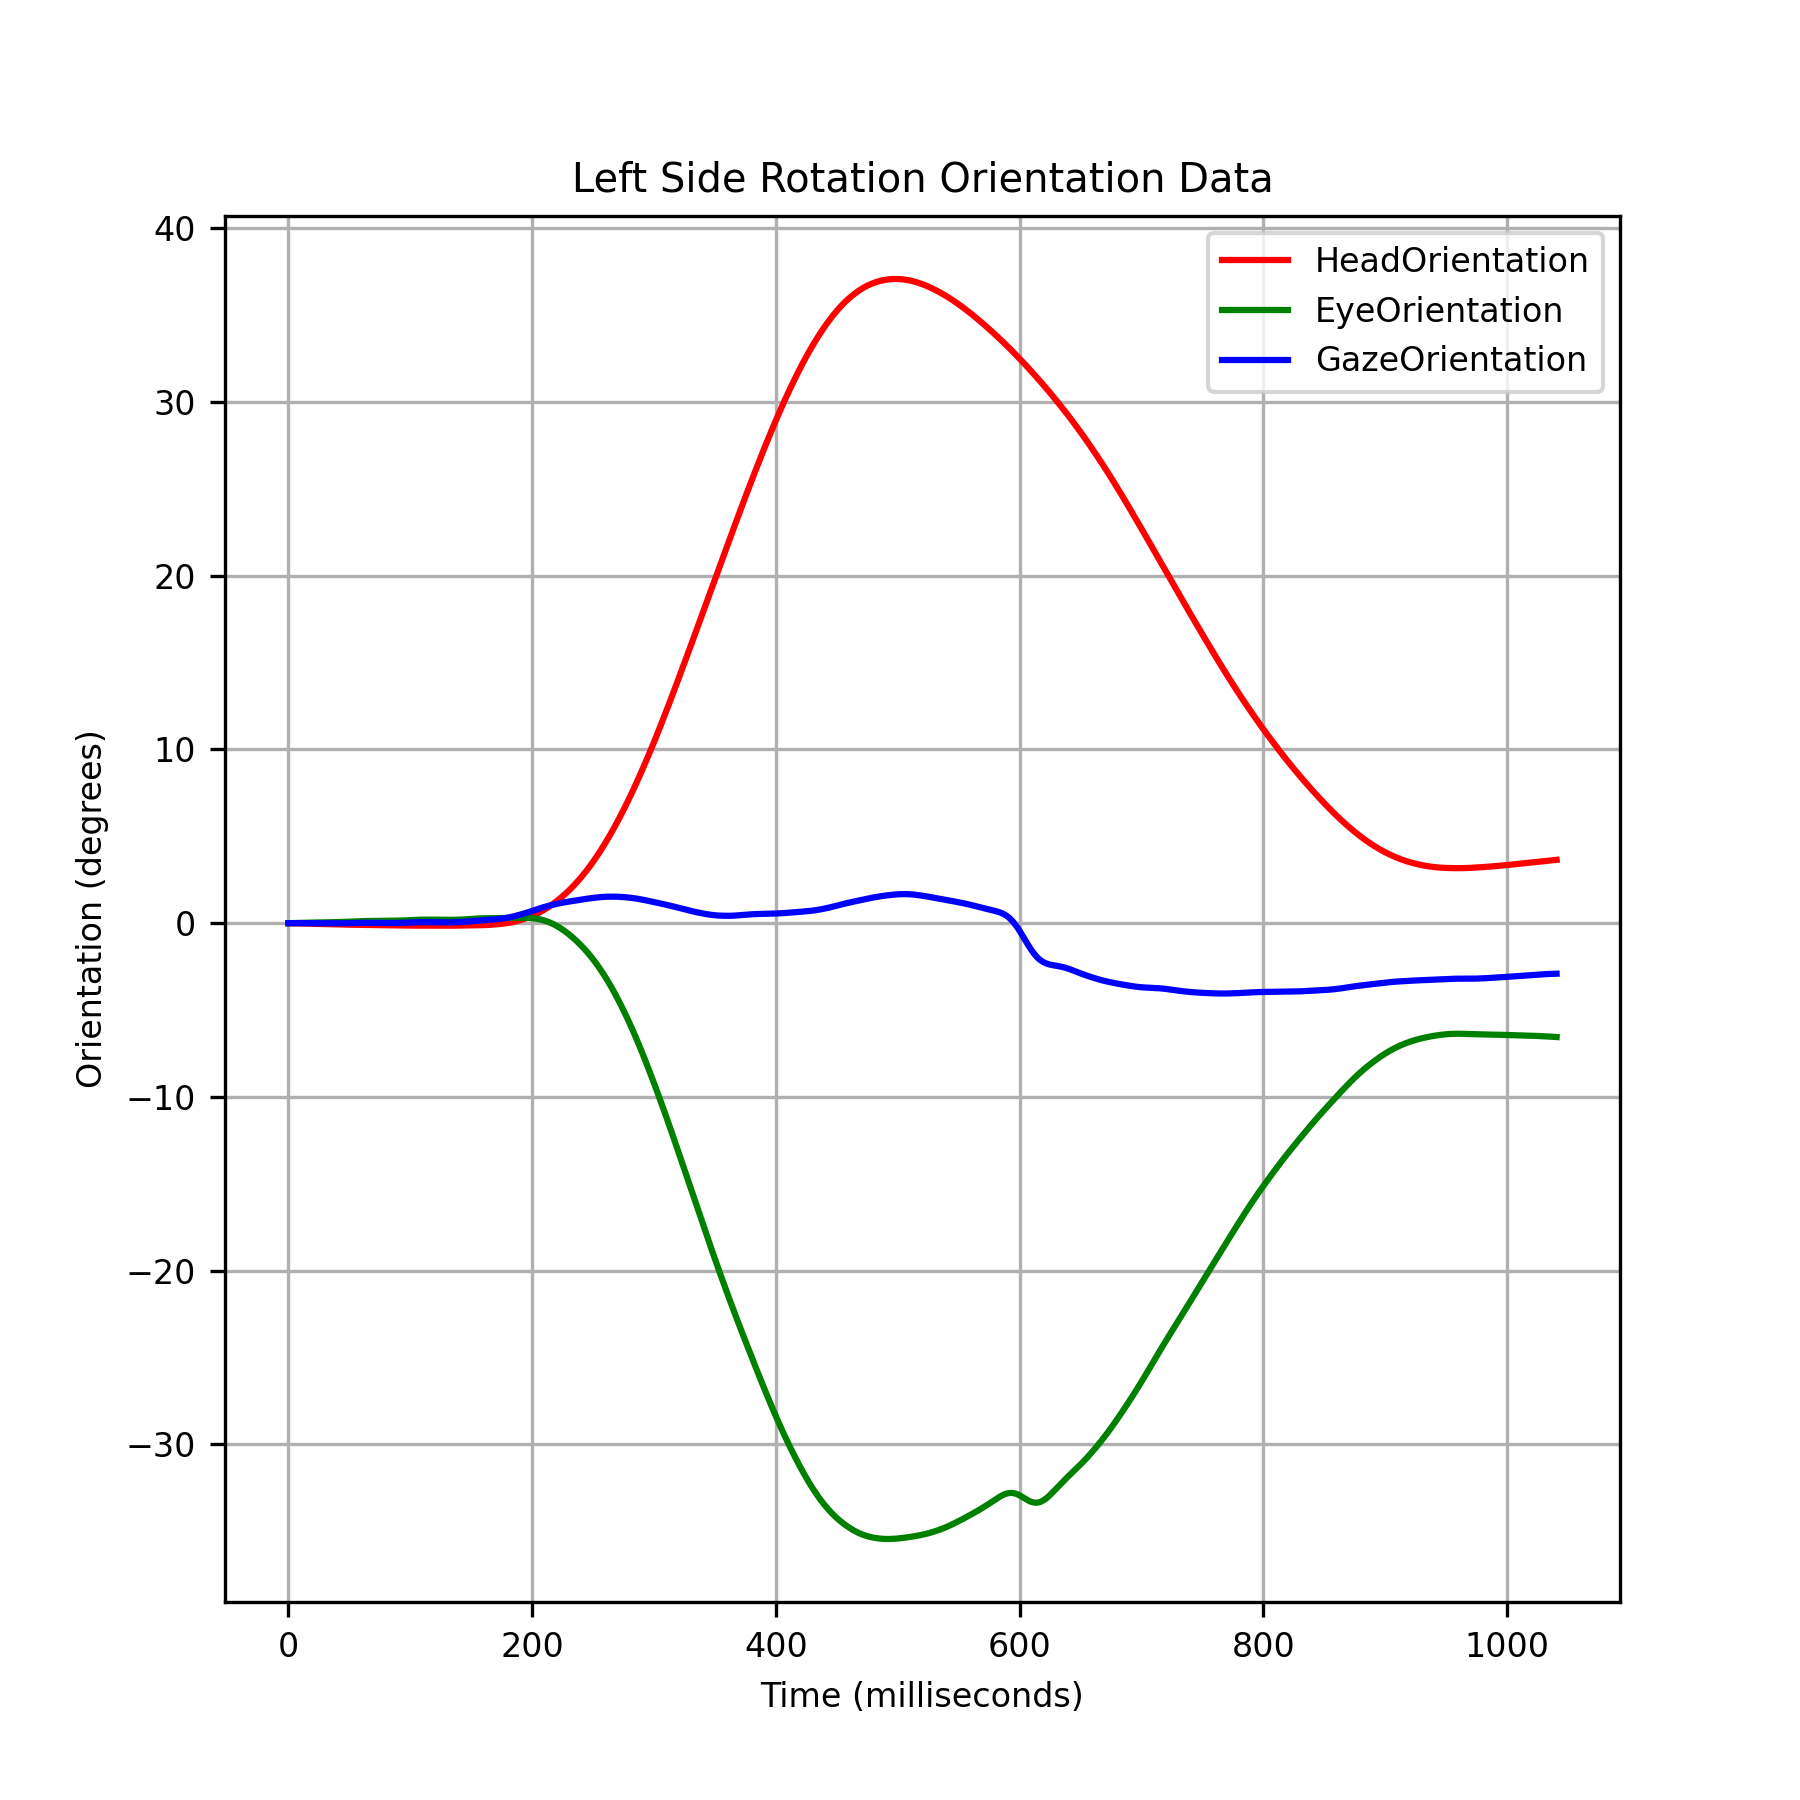 Left Side Rotation Orientation Data
HeadOrientation
EyeOrientation
GazeOrientation
40
30
20
10
0
−10
−20
−30
Orientation (degrees)
0 200 400 600 800 1000
Time (milliseconds)